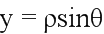 y = ρsinθ